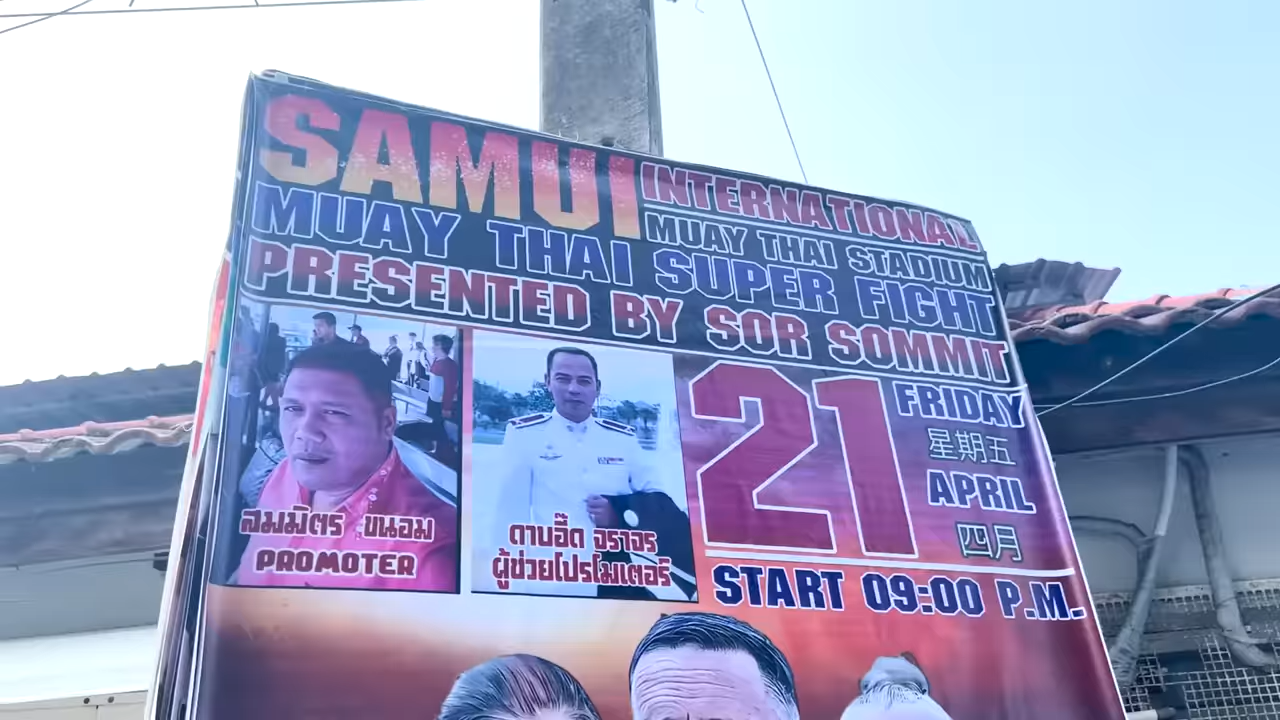 SAMUI
INTERNATIONAL
MUAY THAI STADIUM
MUAY THAI SUPER FIGHT
PRESENTED BY SOR SOMMIT
สมมิตร ขนอม
PROMOTER
ดาบอี๊ด จราจร
ผู้ช่วยโปรโมเตอร์
21
FRIDAY
星期五
APRIL
四月
START 09:00 P.M.